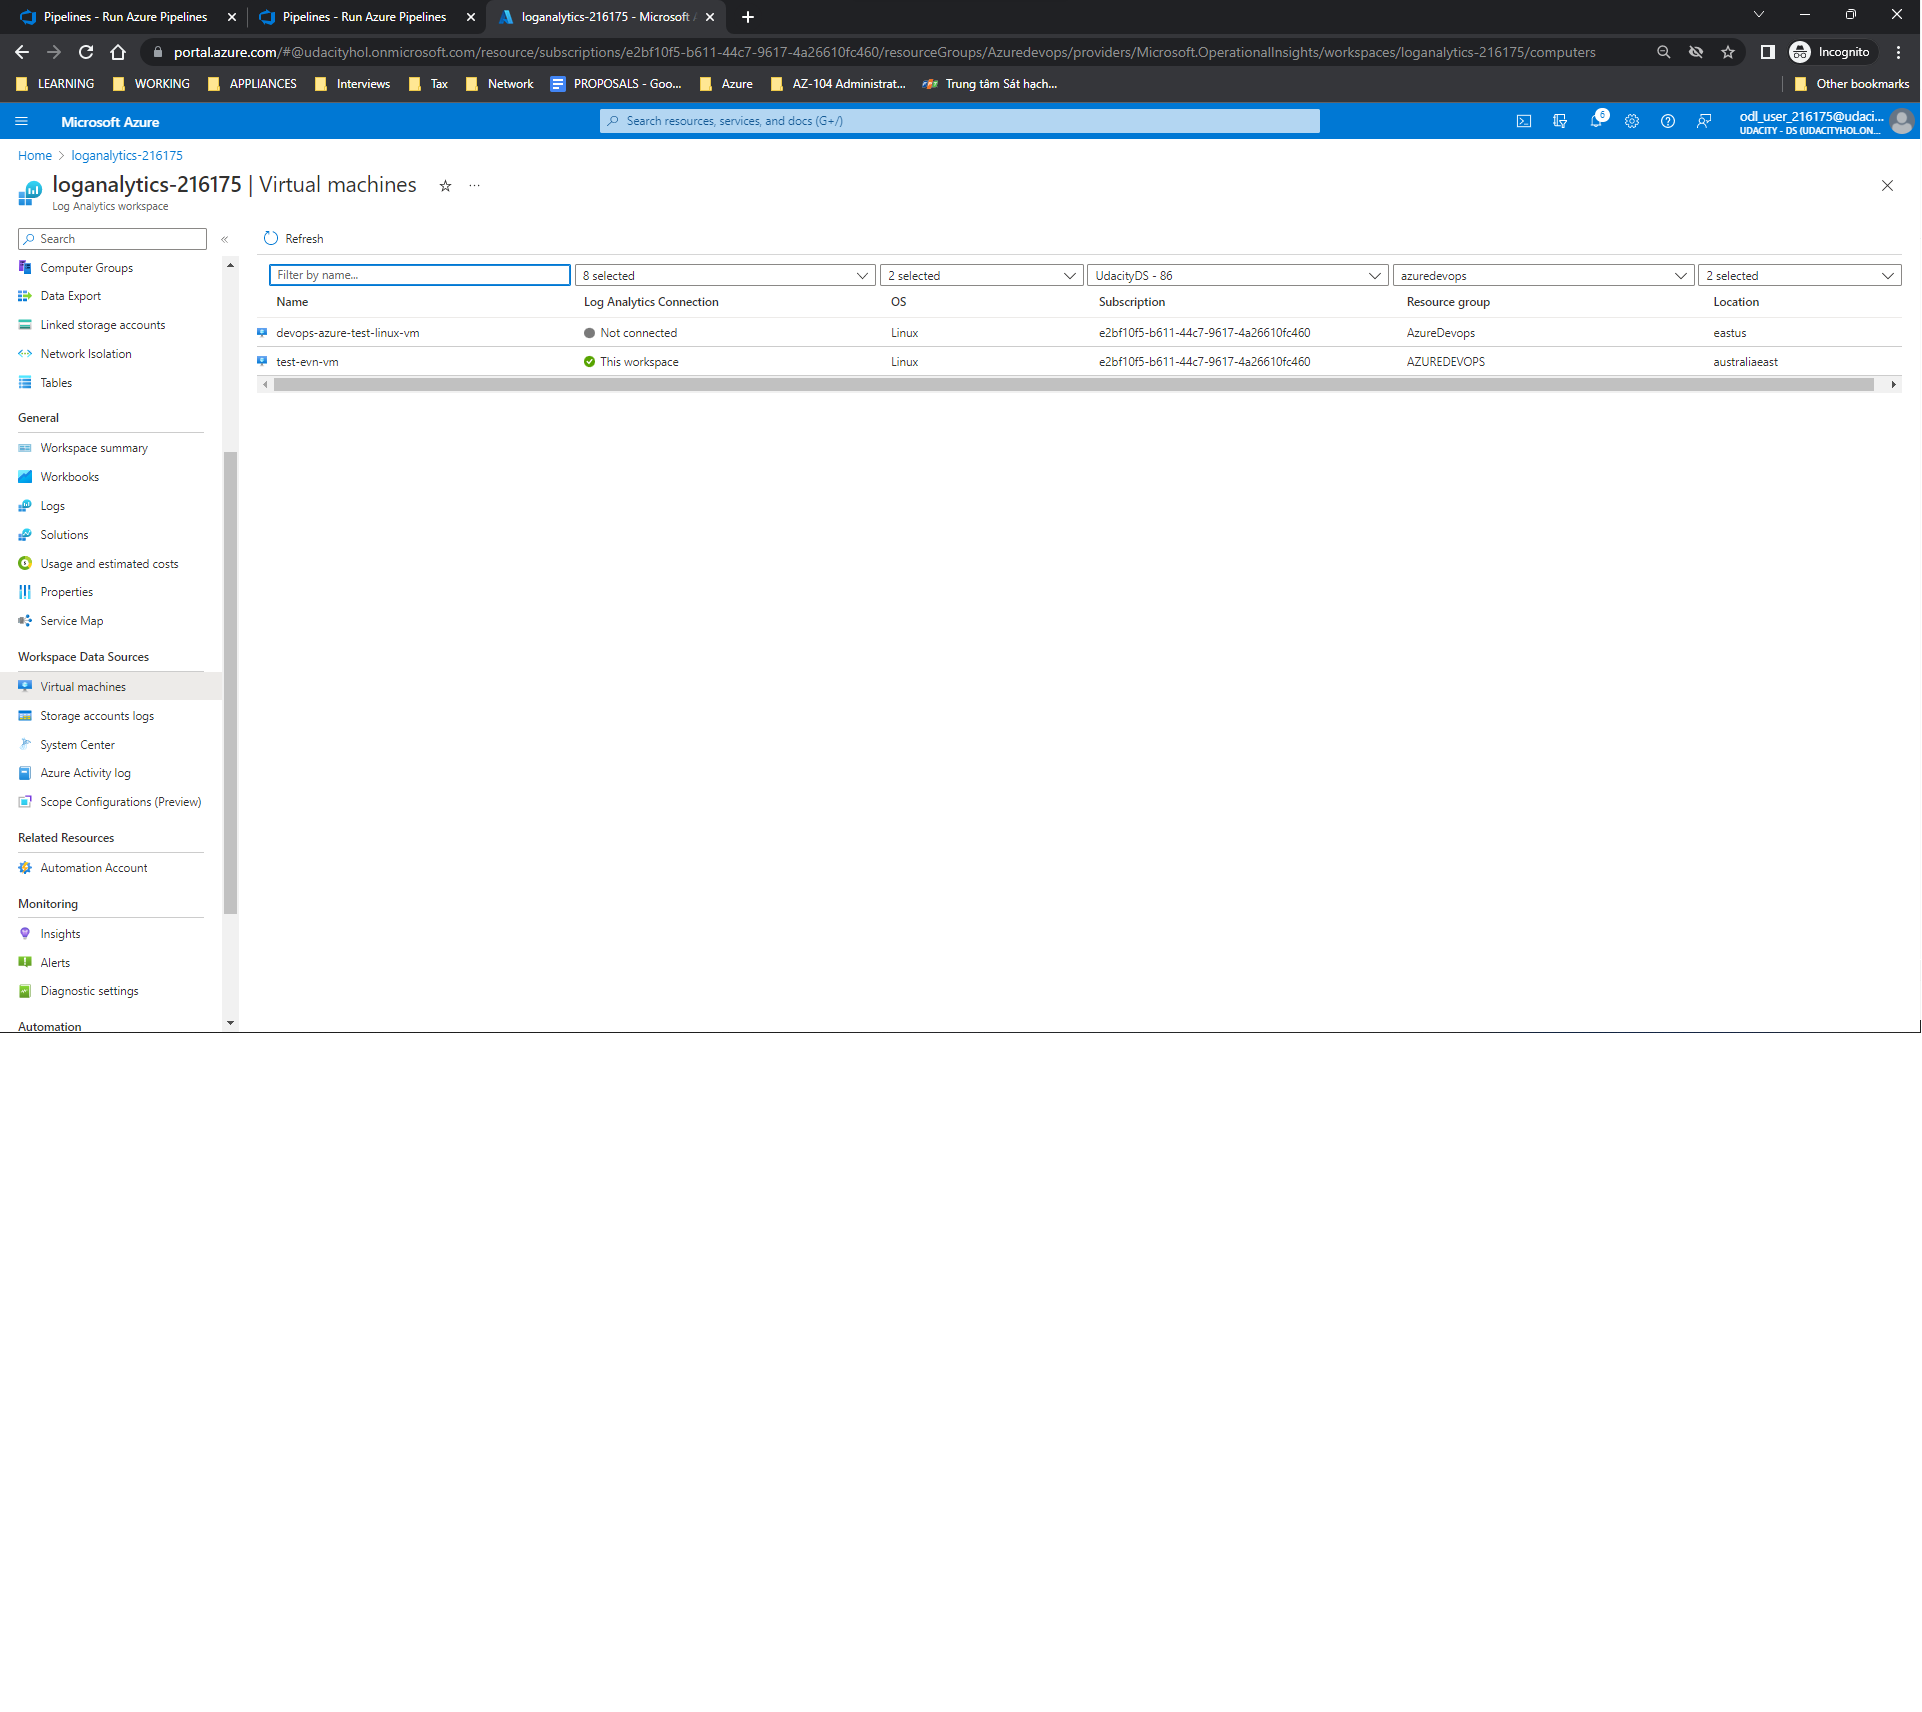 Pipelines - Run Azure Pipelines
Pipelines - Run Azure Pipelines
loganalytics-216175 - Microsoft
portal.azure.com/#@udacityhol.onmicrosoft.com/resource/subscriptions/e2bf10f5-b611-44c7-9617-4a26610fc460/resourceGroups/Azuredevops/providers/Microsoft.OperationalInsights/workspaces/loganalytics-216175/computers
Incognito
LEARNING WORKING APPLIANCES Interviews Tax Network PROPOSALS - Goo... Azure AZ-104 Administrat... Trung tâm Sát hạch... Other bookmarks
Microsoft Azure
Search resources, services, and docs (G+/)
6
odl_user_216175@udaci...
UDACITY - DS (UDACITYHOL.ON...
Home > loganalytics-216175
loganalytics-216175 | Virtual machines
Log Analytics workspace
Search
Refresh
Computer Groups
Data Export
Linked storage accounts
Network Isolation
Tables
General
Workspace summary
Workbooks
Logs
Solutions
Usage and estimated costs
Properties
Service Map
Workspace Data Sources
Virtual machines
Storage accounts logs
System Center
Azure Activity log
Scope Configurations (Preview)
Related Resources
Automation Account
Monitoring
Insights
Alerts
Diagnostic settings
Automation
Filter by name... 8 selected 2 selected UdacityDS - 86 azuredevops 2 selected
Name Log Analytics Connection OS Subscription Resource group Location
devops-azure-test-linux-vm Not connected Linux e2bf10f5-b611-44c7-9617-4a26610fc460 AzureDevops eastus
test-evn-vm This workspace Linux e2bf10f5-b611-44c7-9617-4a26610fc460 AZUREDEVOPS australiaeast